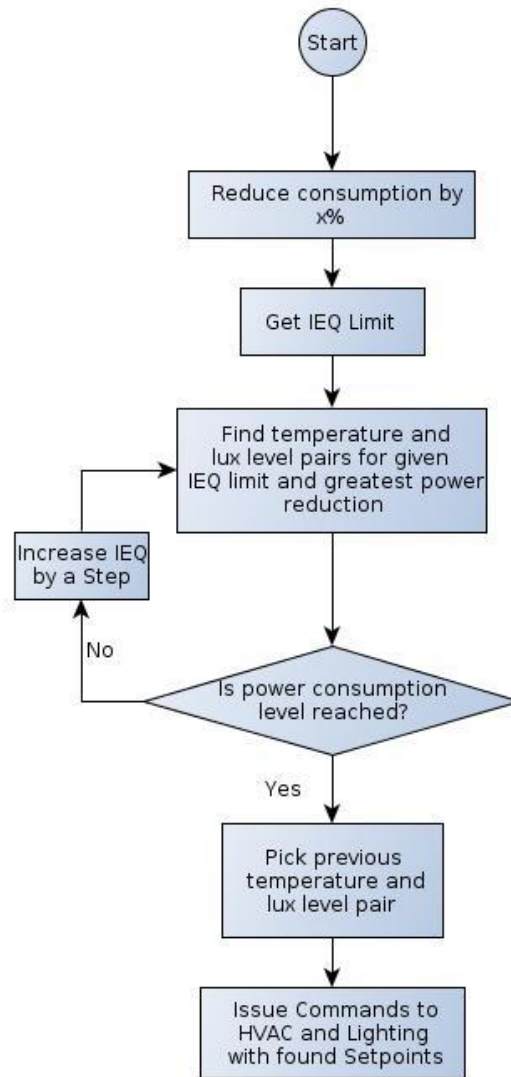 Start
Reduce consumption by
x%
Get IEQ Limit
Find temperature and
lux level pairs for given
IEQ limit and greatest power
reduction
Increase IEQ
by a Step
No
Is power consumption
level reached?
Yes
Pick previous
temperature and
lux level pair
Issue Commands to
HVAC and Lighting
with found Setpoints